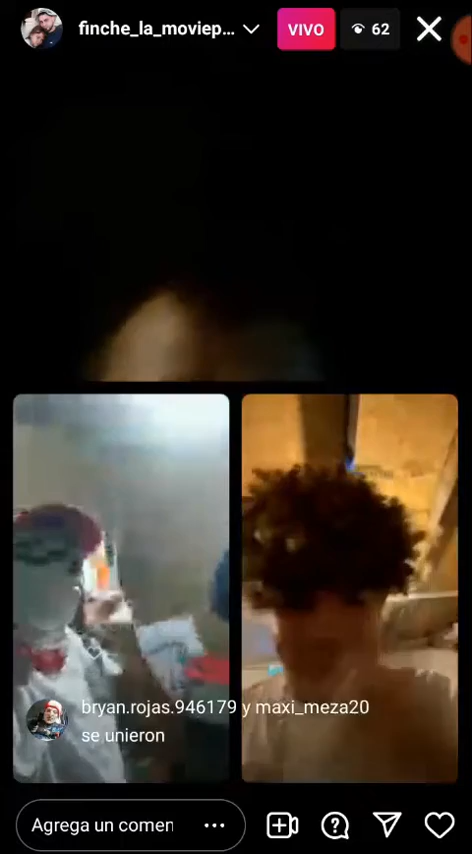 finche_la_moviep...
VIVO
62
bryan.rojas.946179 y maxi_meza20
se unieron
Agrega un comen